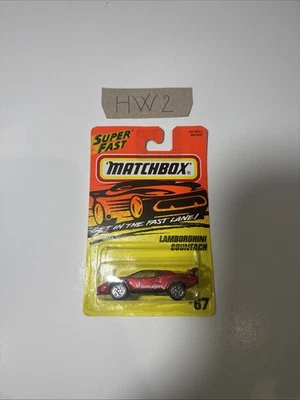 HW2
SUPER
FAST
MATCHBOX®
GET IN THE FAST LANE!
LAMBORGHINI
COUNTACH
67